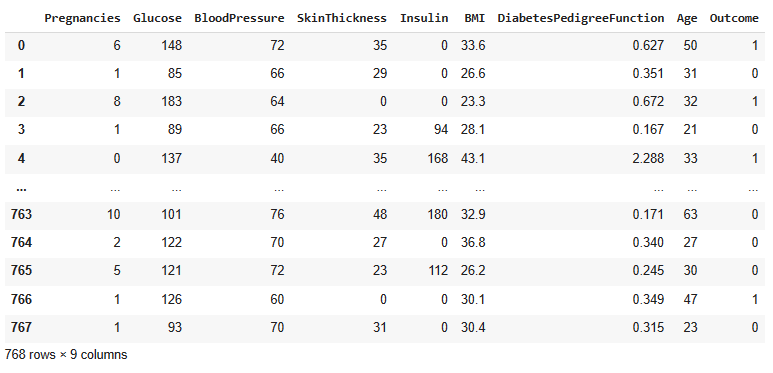 Pregnancies Glucose BloodPressure SkinThickness Insulin BMI DiabetesPedigreeFunction Age Outcome
0 6 148 72 35 0 33.6 0.627 50 1
1 1 85 66 29 0 26.6 0.351 31 0
2 8 183 64 0 0 23.3 0.672 32 1
3 1 89 66 23 94 28.1 0.167 21 0
4 0 137 40 35 168 43.1 2.288 33 1
... ... ... ... ... ... ... ... ... ...
763 10 101 76 48 180 32.9 0.171 63 0
764 2 122 70 27 0 36.8 0.340 27 0
765 5 121 72 23 112 26.2 0.245 30 0
766 1 126 60 0 0 30.1 0.349 47 1
767 1 93 70 31 0 30.4 0.315 23 0
768 rows × 9 columns